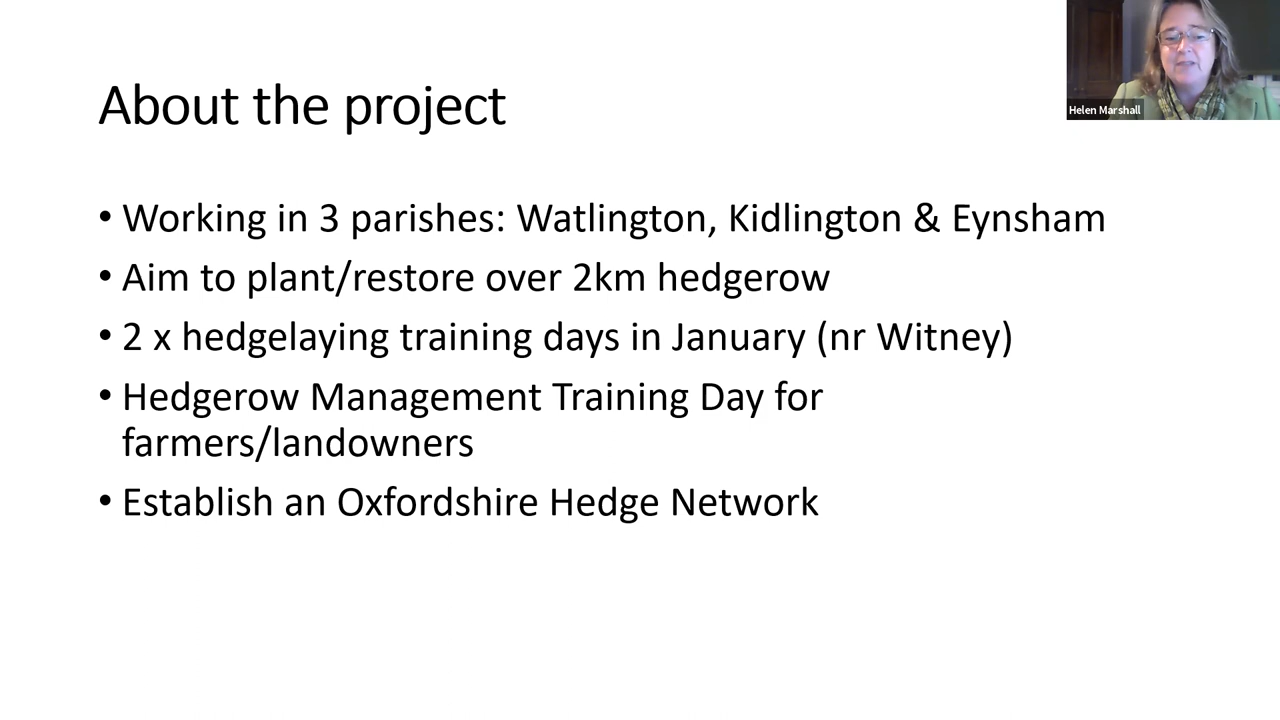 About the project
Helen Marshall
• Working in 3 parishes: Watlington, Kidlington & Eynsham
• Aim to plant/restore over 2km hedgerow
• 2 x hedgelaying training days in January (nr Witney)
• Hedgerow Management Training Day for
farmers/landowners
• Establish an Oxfordshire Hedge Network